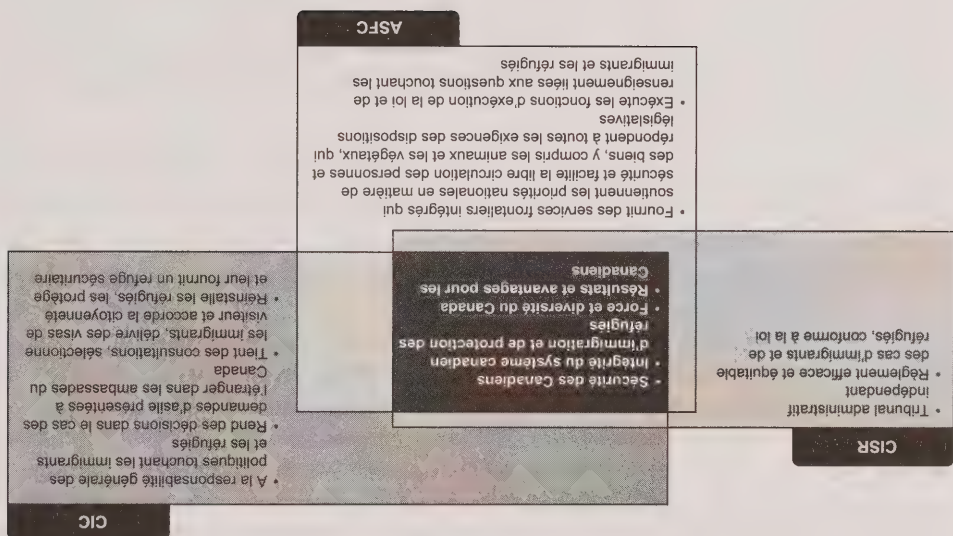 CIC
• A la responsabilité générale des
politiques touchant les immigrants
et les réfugiés
• Rend des décisions dans le cas des
demandes d'asile présentées à
l'étranger dans les ambassades du
Canada
• Tient des consultations, sélectionne
les immigrants, délivre des visas de
visiteur et accorde la citoyenneté
• Réinstalle les réfugiés, les protège
et leur fournit un refuge sécuritaire
CISR
• Tribunal administratif
indépendant
• Règlement efficace et équitable
des cas d'immigrants et de
réfugiés, conforme à la loi
• Sécurité des Canadiens
• Intégrité du système canadien
d'immigration et de protection des
réfugiés
• Force et diversité du Canada
• Résultats et avantages pour les
Canadiens
• Fournit des services frontaliers intégrés qui
soutiennent les priorités nationales en matière de
sécurité et facilite la libre circulation des personnes et
des biens, y compris les animaux et les végétaux, qui
répondent à toutes les exigences des dispositions
législatives
• Exécute les fonctions d'exécution de la loi et de
renseignement liées aux questions touchant les
immigrants et les réfugiés
ASFC